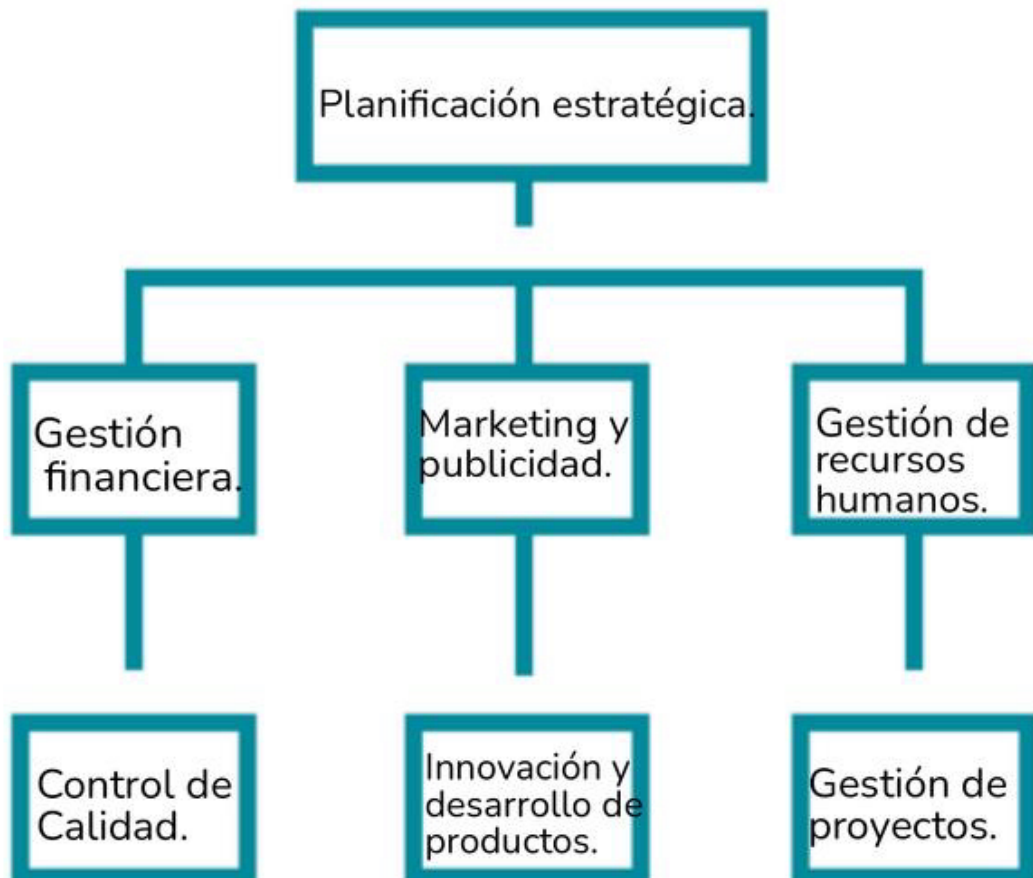 Planificación estratégica.
Gestión
financiera.
Marketing y
publicidad.
Gestión de
recursos
humanos.
Control de
Calidad.
Innovación y
desarrollo de
productos.
Gestión de
proyectos.